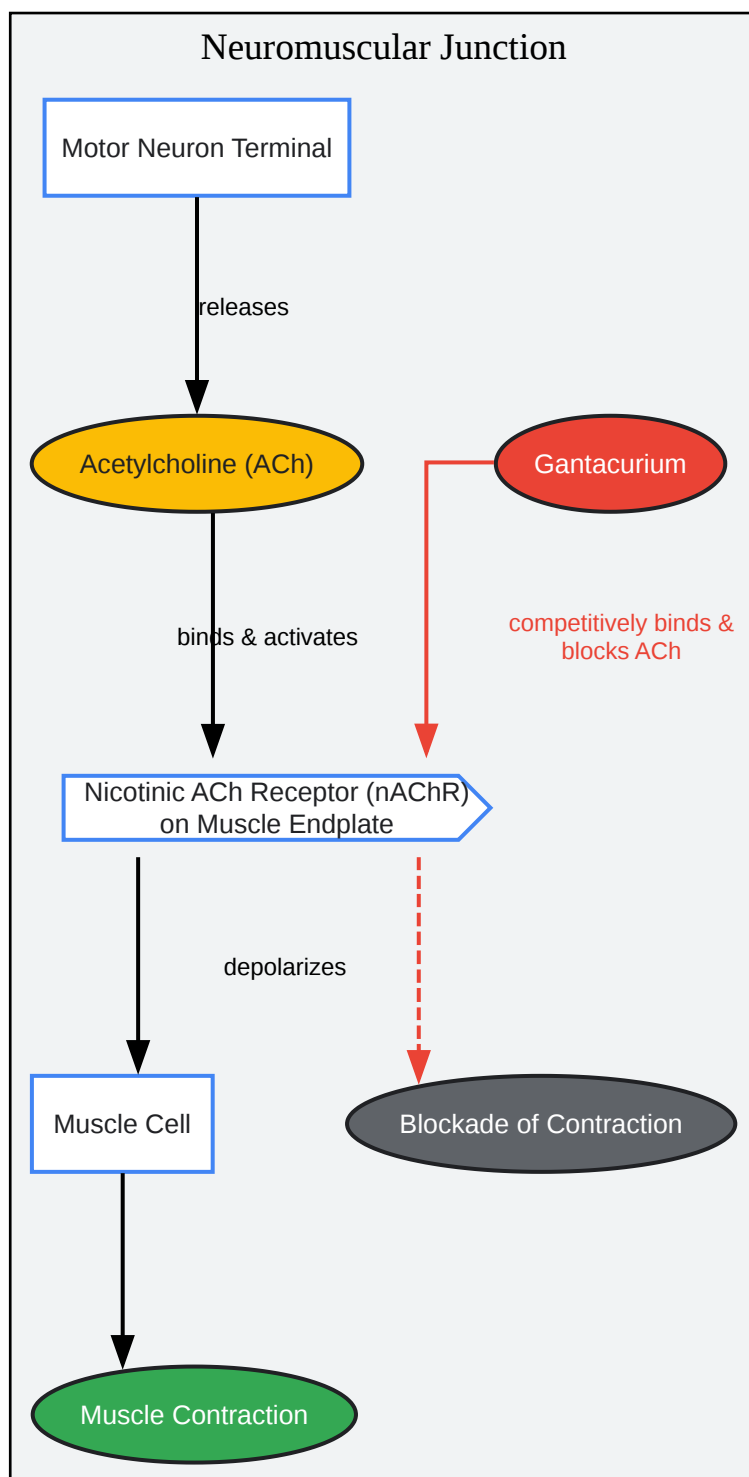 Neuromuscular Junction
Motor Neuron Terminal
releases
Acetylcholine (ACh)
Gantacurium
binds & activates
competitively binds &
blocks ACh
Nicotinic ACh Receptor (nAChR)
on Muscle Endplate
depolarizes
Muscle Cell
Blockade of Contraction
Muscle Contraction